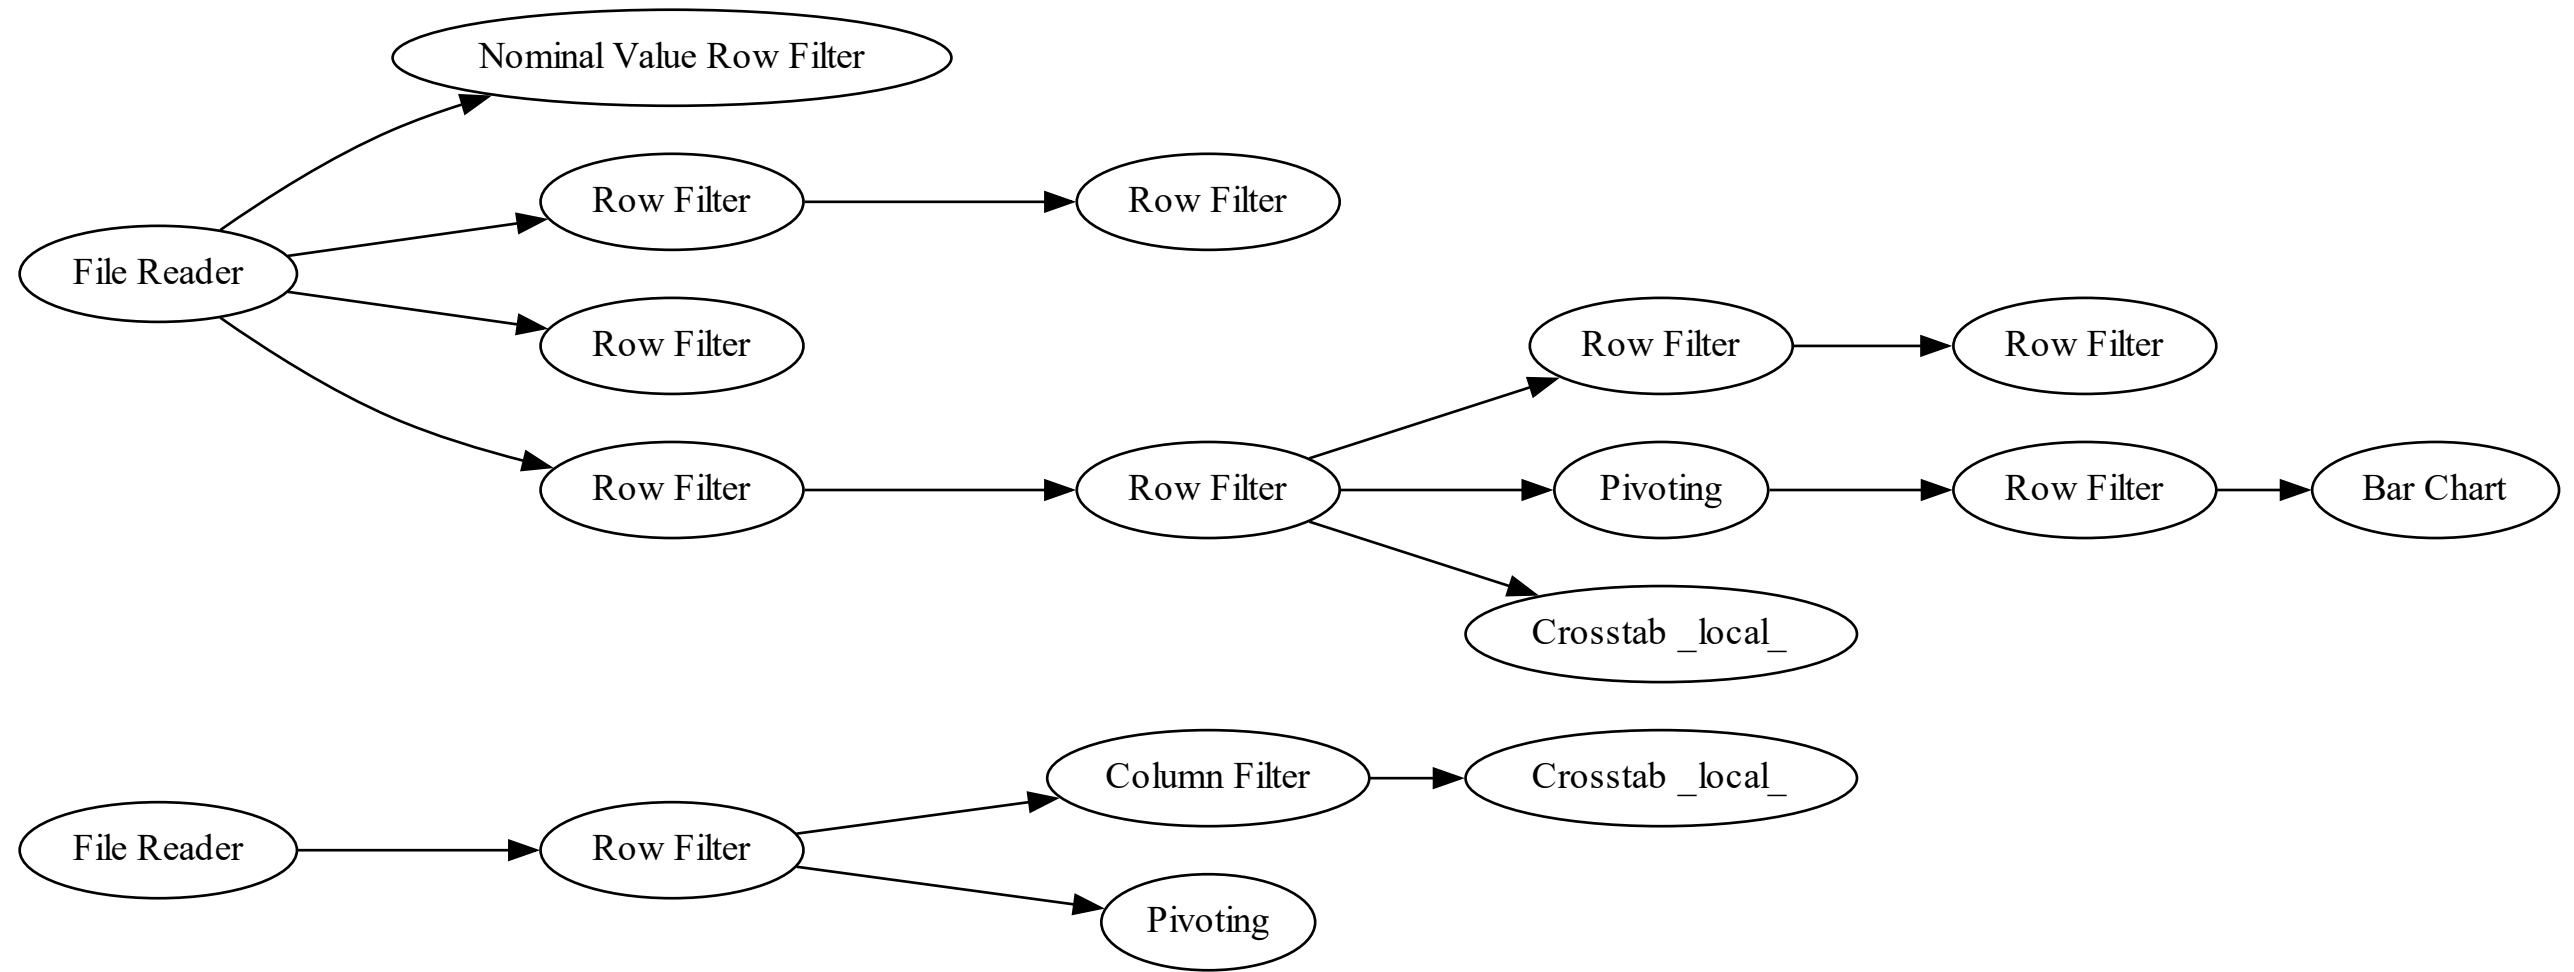 Nominal Value Row Filter
Row Filter
Row Filter
File Reader
Row Filter
Row Filter
Row Filter
Row Filter
Row Filter
Pivoting
Row Filter
Bar Chart
Crosstab _local_
Column Filter
Crosstab _local_
File Reader
Row Filter
Pivoting